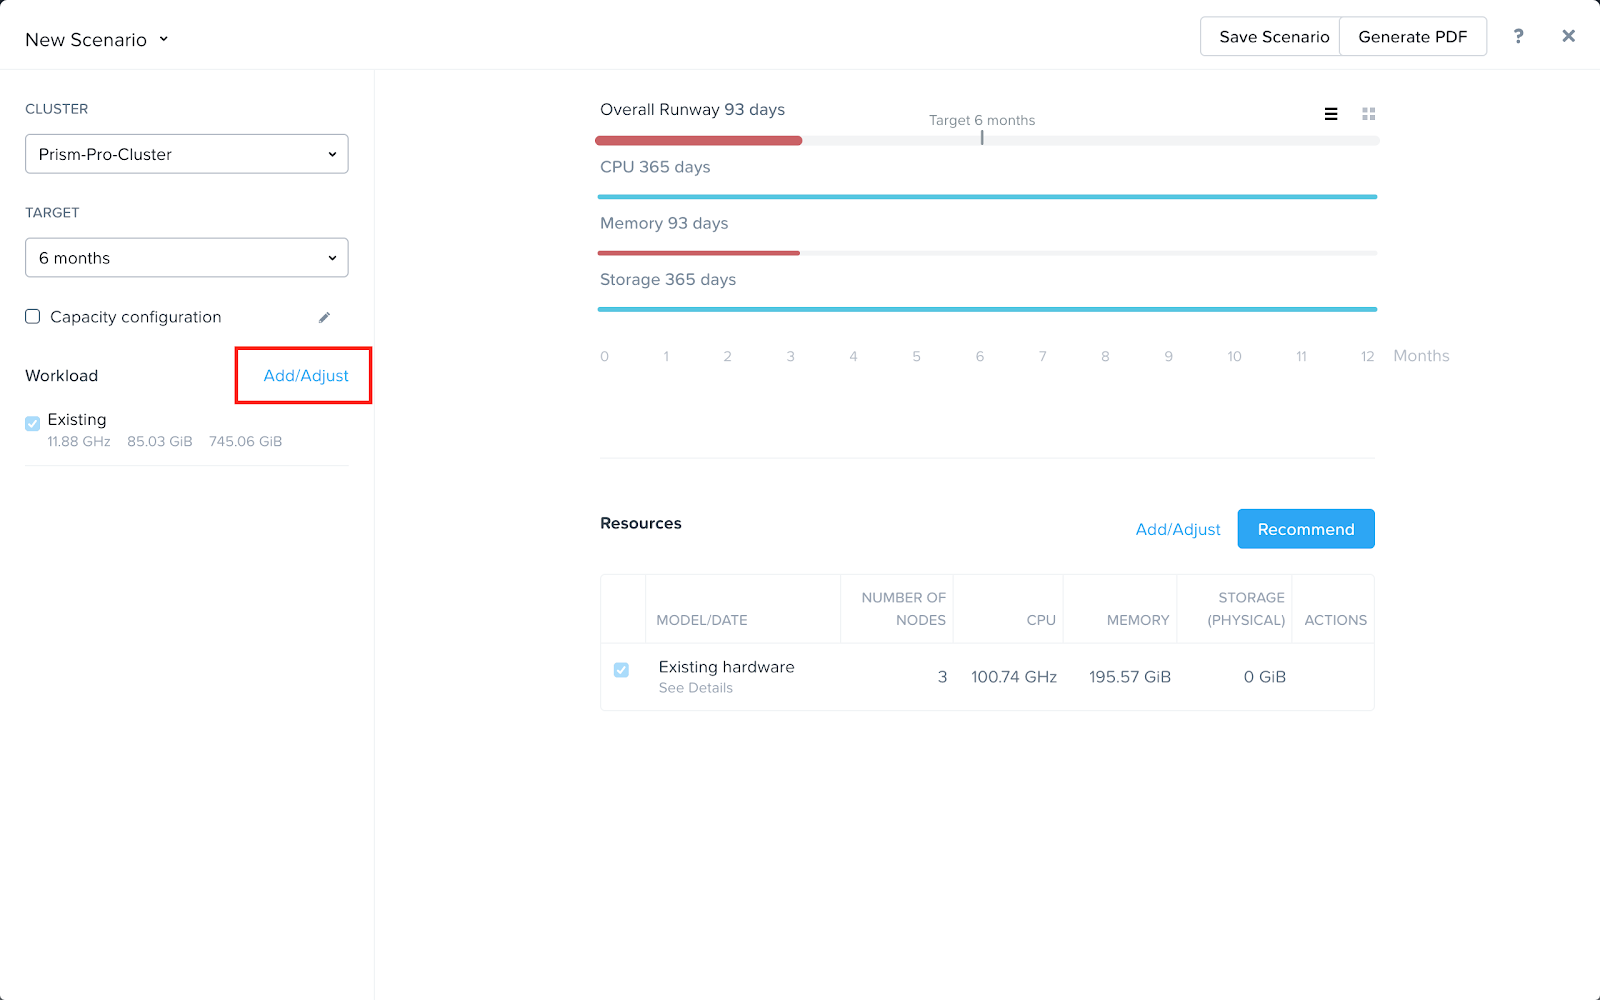 New Scenario
Save Scenario
Generate PDF
?
CLUSTER
Prism-Pro-Cluster
TARGET
6 months
Capacity configuration
Workload
Add/Adjust
Existing
11.88 GHz 85.03 GiB 745.06 GiB
Overall Runway 93 days
Target 6 months
CPU 365 days
Memory 93 days
Storage 365 days
0 1 2 3 4 5 6 7 8 9 10 11 12 Months
Resources
Add/Adjust
Recommend
MODEL/DATE
NUMBER OF
NODES
CPU
MEMORY
STORAGE
(PHYSICAL)
ACTIONS
Existing hardware
See Details
3 100.74 GHz 195.57 GiB 0 GiB